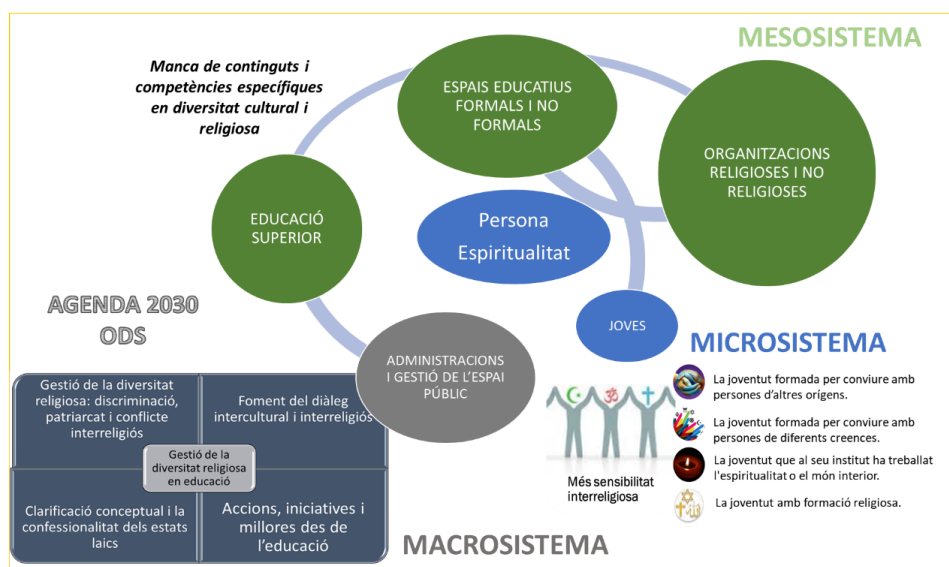 MESOSISTEMA
Manca de continguts i
competències específiques
en diversitat cultural i
religiosa
ESPAIS EDUCATIUS
FORMALS I NO
FORMALS
ORGANITZACIONS
RELIGIOSES I NO
RELIGIOSES
EDUCACIÓ
SUPERIOR
Persona
Espiritualitat
AGENDA 2030
ODS
JOVES
MICROSISTEMA
ADMINISTRACIONS
I GESTIÓ DE L'ESPAI
PÚBLIC
Gestió de la diversitat
religiosa: discriminació,
patriarcat i conflicte
interreligiós
Foment del diàleg
intercultural i interreligiós
Gestió de la
diversitat religiosa
en educació
Clarificació conceptual i la
confessionalitat dels estats
laics
Accions, iniciatives i
millores des de
l'educació
Més sensibilitat
interreligiosa
La joventut formada per conviure amb
persones d'altres orígens.
La joventut formada per conviure amb
persones de diferents creences.
La joventut que al seu institut ha treballat
l'espiritualitat o el món interior.
La joventut amb formació religiosa.
MACROSISTEMA